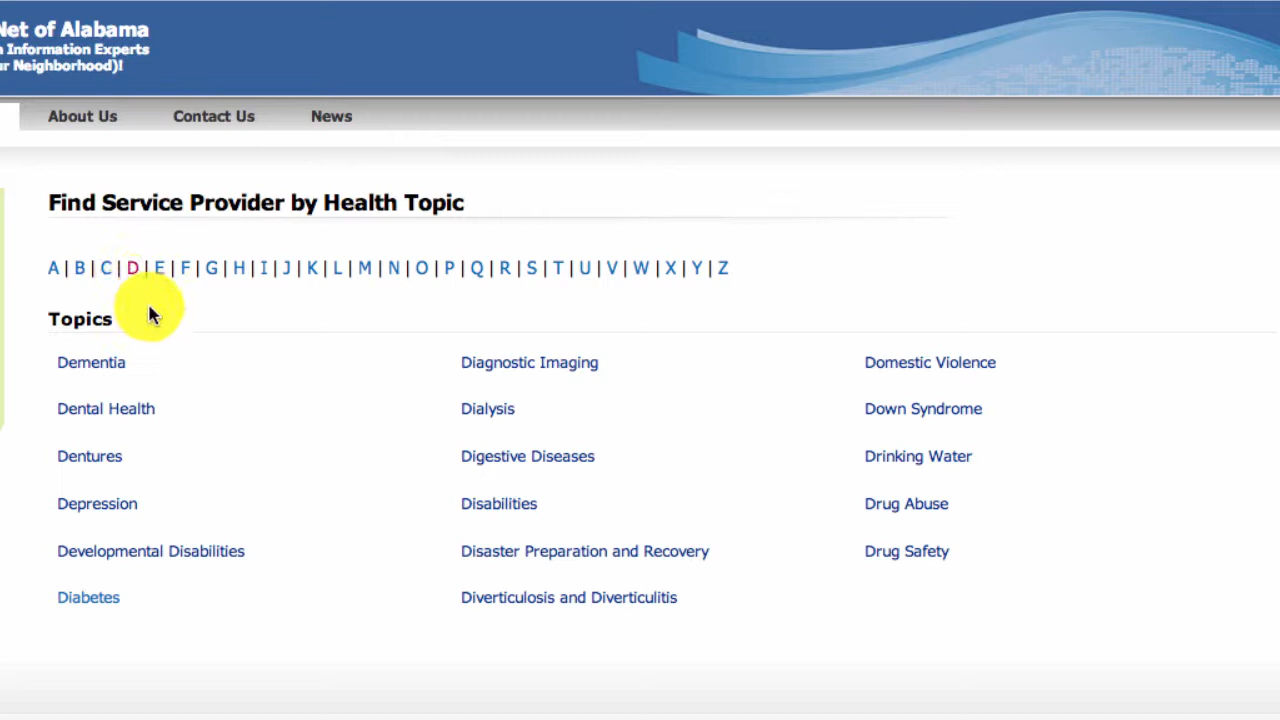 Net of Alabama
Information Experts
Neighborhood)!
About Us
Contact Us
News
Find Service Provider by Health Topic
A | B | C | D | E | F | G | H | I | J | K | L | M | N | O | P | Q | R | S | T | U | V | W | X | Y | Z
Topics
Dementia
Dental Health
Dentures
Depression
Developmental Disabilities
Diabetes
Diagnostic Imaging
Dialysis
Digestive Diseases
Disabilities
Disaster Preparation and Recovery
Diverticulosis and Diverticulitis
Domestic Violence
Down Syndrome
Drinking Water
Drug Abuse
Drug Safety